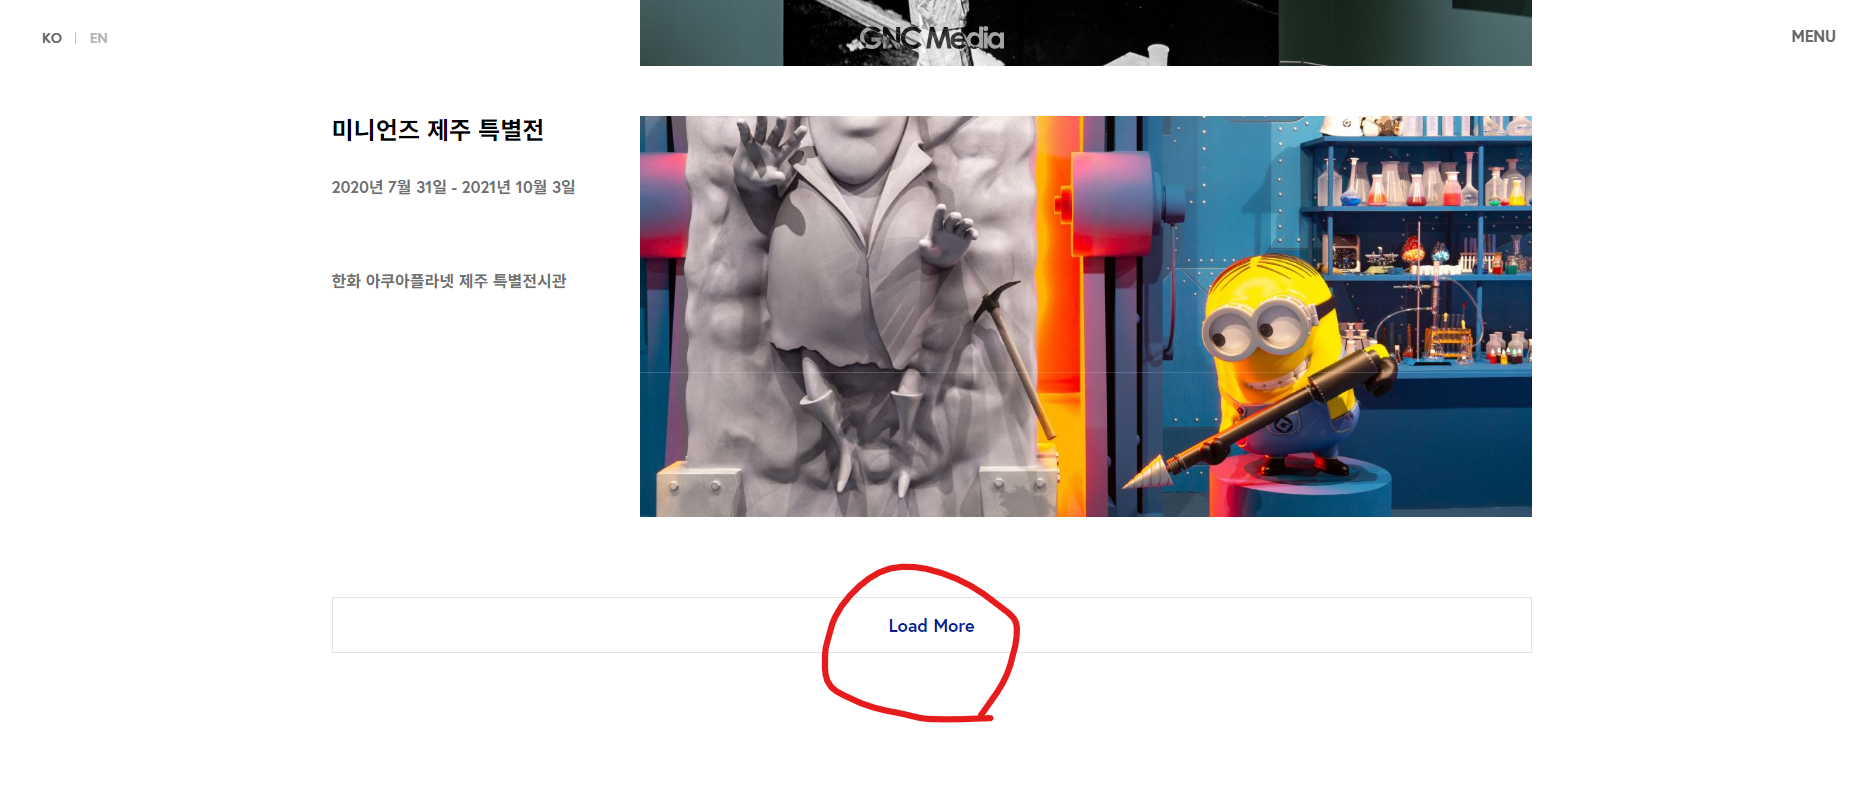 KO | EN
GNC Media
MENU
미니언즈 제주 특별전
2020년 7월 31일 - 2021년 10월 3일
한화 아쿠아플라넷 제주 특별전시관
Load More